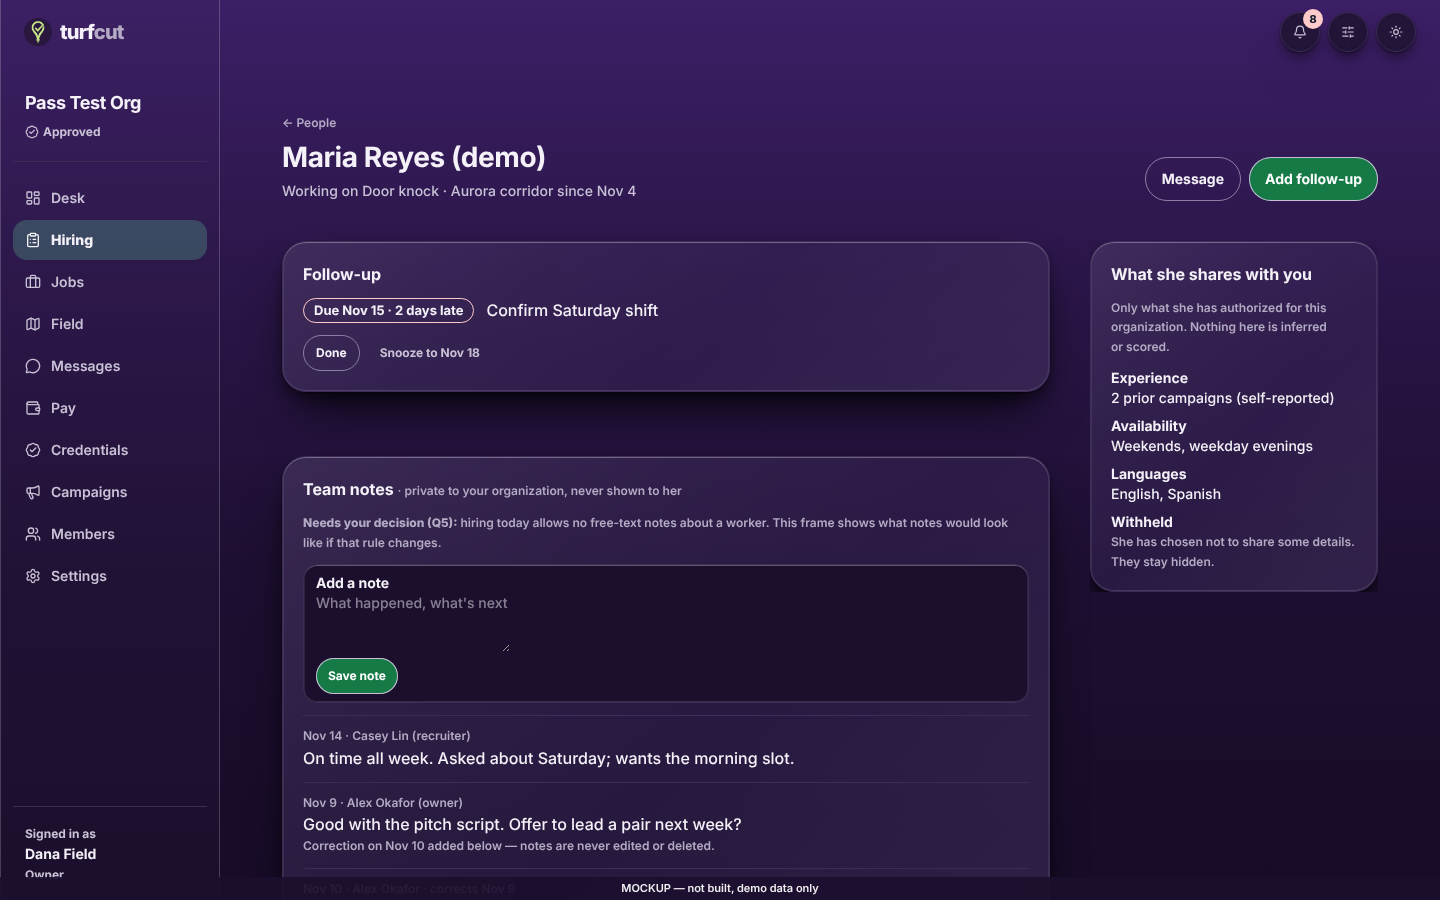 turfcut
8
Pass Test Org
Approved
Desk
Hiring
Jobs
Field
Messages
Pay
Credentials
Campaigns
Members
Settings
Signed in as
Dana Field
Owner
← People
Maria Reyes (demo)
Working on Door knock · Aurora corridor since Nov 4
Message
Add follow-up
Follow-up
Due Nov 15 · 2 days late
Confirm Saturday shift
Done
Snooze to Nov 18
Team notes · private to your organization, never shown to her
Needs your decision (Q5): hiring today allows no free-text notes about a worker. This frame shows what notes would look
like if that rule changes.
Add a note
What happened, what's next
Save note
Nov 14 · Casey Lin (recruiter)
On time all week. Asked about Saturday; wants the morning slot.
Nov 9 · Alex Okafor (owner)
Good with the pitch script. Offer to lead a pair next week?
Correction on Nov 10 added below — notes are never edited or deleted.
Nov 10 · Alex Okafor · corrects Nov 9
What she shares with you
Only what she has authorized for this
organization. Nothing here is inferred
or scored.
Experience
2 prior campaigns (self-reported)
Availability
Weekends, weekday evenings
Languages
English, Spanish
Withheld
She has chosen not to share some details.
They stay hidden.
MOCKUP — not built, demo data only